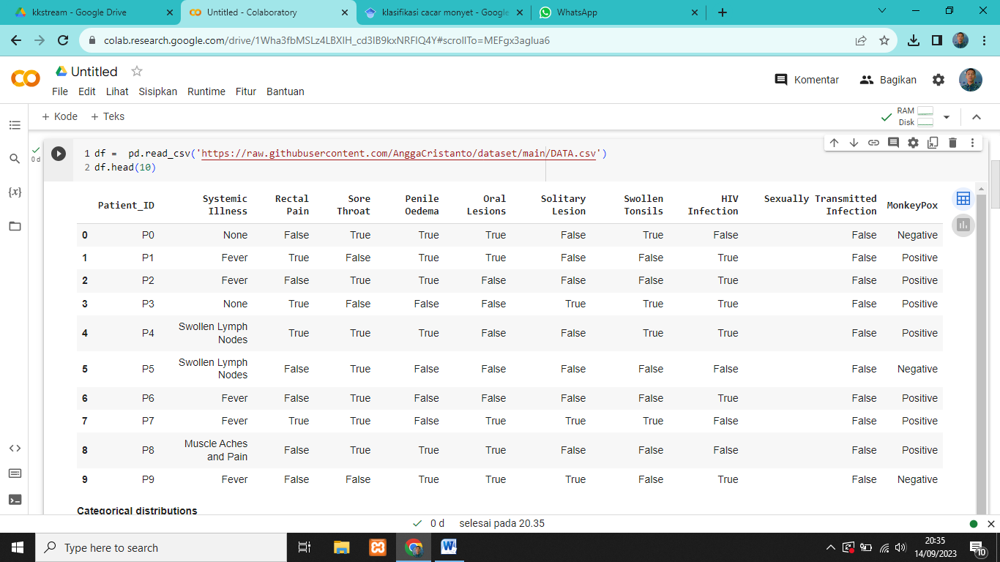 kkstream - Google Drive
Untitled - Colaboratory
klasifikasi cacar monyet - Google
WhatsApp
colab.research.google.com/drive/1Wha3fbMSLz4LBXIH_cd3IB9kxNRFIQ4Y#scrollTo=MEFgx3aglua6
Untitled
Komentar
Bagikan
File Edit Lihat Sisipkan Runtime Fitur Bantuan
+ Kode + Teks
RAM
Disk
0 d
1 df = pd.read_csv('https://raw.githubusercontent.com/AnggaCristanto/dataset/main/DATA.csv')
2 df.head(10)
Patient_ID Systemic Illness Rectal Pain Sore Throat Penile Oedema Oral Lesions Solitary Lesion Swollen Tonsils HIV Infection Sexually Transmitted Infection MonkeyPox
0 P0 None False True True True False True False False Negative
1 P1 Fever True False True True False False True False Positive
2 P2 Fever False True True False False False True False Positive
3 P3 None True False False False True True True False Positive
4 P4 Swollen Lymph Nodes True True True False False True True False Positive
5 P5 Swollen Lymph Nodes False True False False False False False False Negative
6 P6 Fever False True False False False False True False Positive
7 P7 Fever True True False True True True False False Positive
8 P8 Muscle Aches and Pain False True True True False False False False Positive
9 P9 Fever False False True True True False True False Negative
Categorical distributions
0 d selesai pada 20.35
Type here to search
20:35
14/09/2023
10